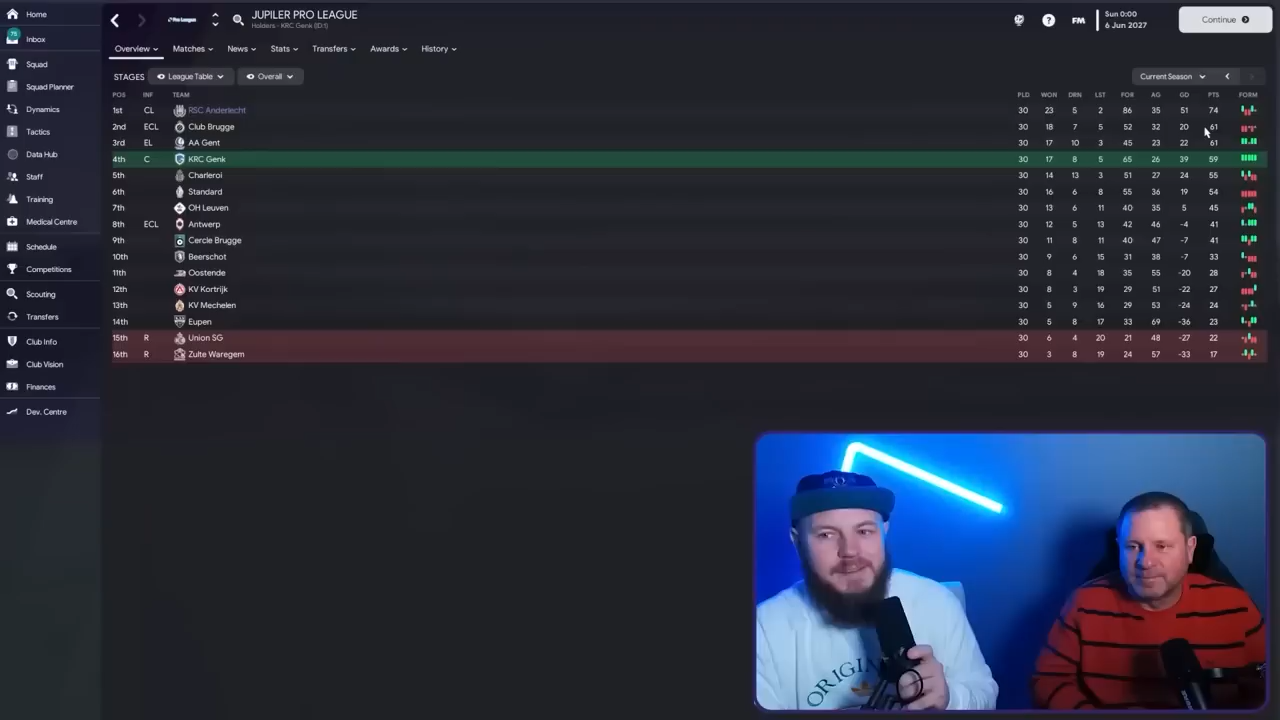 Home
Inbox
Squad
Squad Planner
Dynamics
Tactics
Data Hub
Staff
Training
Medical Centre
Schedule
Competitions
Scouting
Transfers
Club Info
Club Vision
Finances
Dev. Centre
JUPILER PRO LEAGUE
Holders - KRC Genk (ID:1)
FM
Sun 0:00
6 Jun 2027
Continue
Overview Matches News Stats Transfers Awards History
STAGES League Table Overall Current Season
POS INF TEAM PLD WON DRN LST FOR AG GD PTS FORM
1st CL RSC Anderlecht 30 23 5 2 86 35 51 74
2nd ECL Club Brugge 30 18 7 5 52 32 20 61
3rd EL AA Gent 30 17 10 3 45 23 22 61
4th C KRC Genk 30 17 8 5 65 26 39 59
5th Charleroi 30 14 13 3 51 27 24 55
6th Standard 30 16 6 8 55 36 19 54
7th OH Leuven 30 13 6 11 40 35 5 45
8th ECL Antwerp 30 12 5 13 42 46 -4 41
9th Cercle Brugge 30 11 8 11 40 47 -7 41
10th Beerschot 30 9 6 15 31 38 -7 33
11th Oostende 30 8 4 18 35 55 -20 28
12th KV Kortrijk 30 8 3 19 29 51 -22 27
13th KV Mechelen 30 5 9 16 29 53 -24 24
14th Eupen 30 5 8 17 33 69 -36 23
15th R Union SG 30 6 4 20 21 48 -27 22
16th R Zulte Waregem 30 3 8 19 24 57 -33 17
ORIGINA